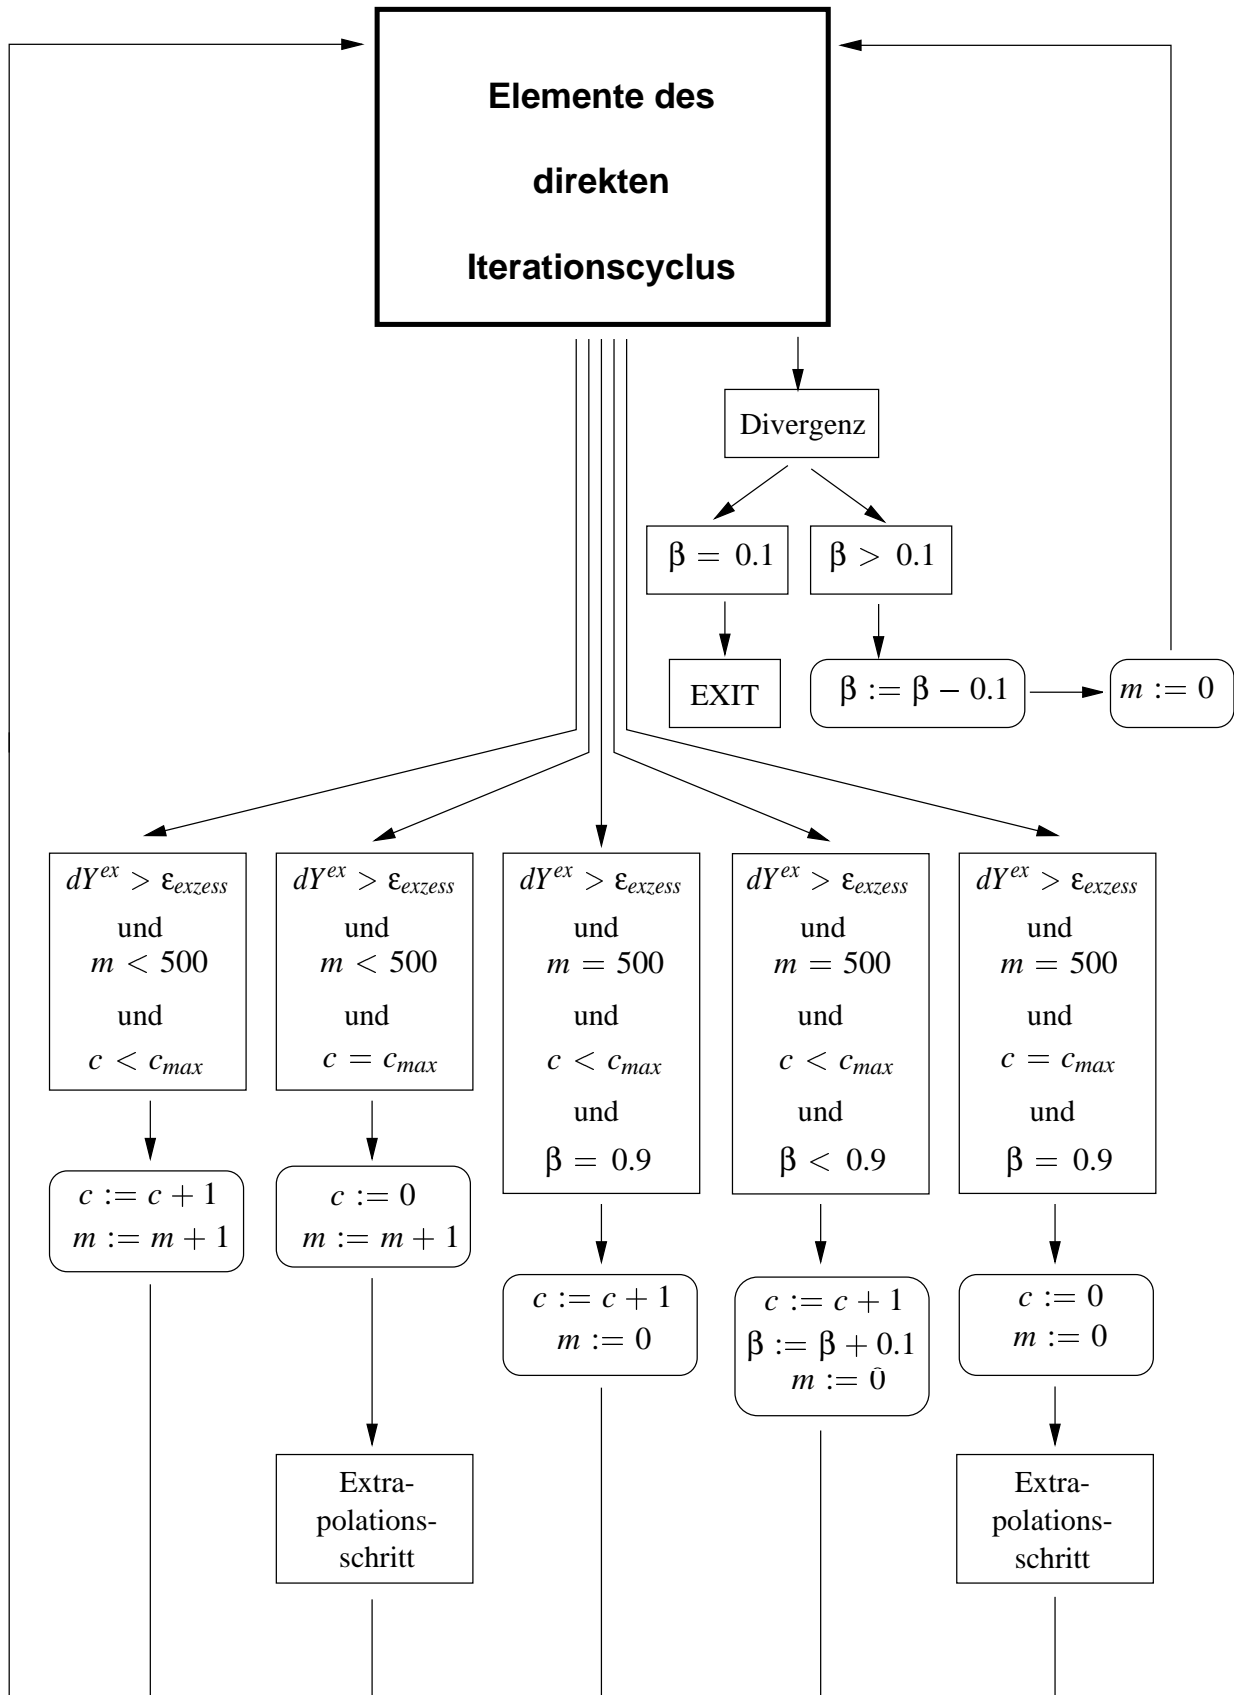 Elemente des
direkten
Iterationscyclus
Divergenz
β = 0.1
β > 0.1
EXIT
β := β − 0.1
m := 0
dY^ex > ε_exzess
und
m < 500
und
c < c_max
c := c + 1
m := m + 1
dY^ex > ε_exzess
und
m < 500
und
c = c_max
c := 0
m := m + 1
Extra-
polations-
schritt
dY^ex > ε_exzess
und
m = 500
und
c < c_max
und
β = 0.9
c := c + 1
m := 0
dY^ex > ε_exzess
und
m = 500
und
c < c_max
und
β < 0.9
c := c + 1
β := β + 0.1
m := 0
dY^ex > ε_exzess
und
m = 500
und
c = c_max
und
β = 0.9
c := 0
m := 0
Extra-
polations-
schritt